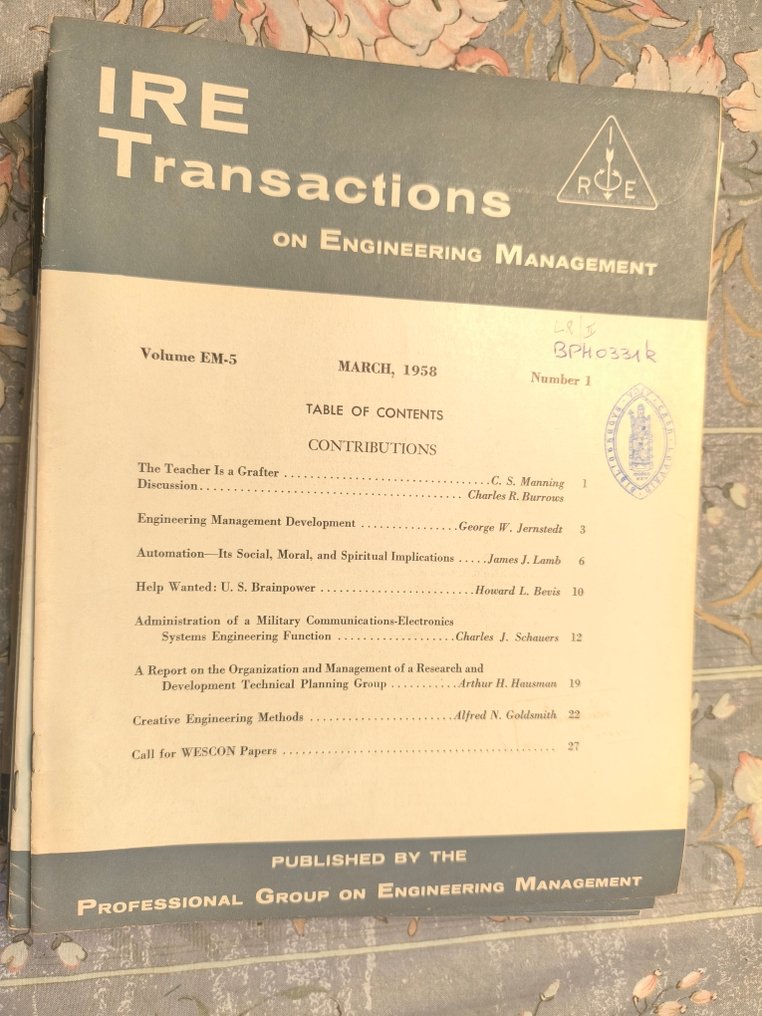 IRE
Transactions
ON ENGINEERING MANAGEMENT
I
R E
LP/II
BPH0331k
Volume EM-5
MARCH, 1958
Number 1
TABLE OF CONTENTS
CONTRIBUTIONS
The Teacher Is a Grafter ................................C. S. Manning 1
Discussion......................................... Charles R. Burrows
Engineering Management Development ...............George W. Jernstedt 3
Automation—Its Social, Moral, and Spiritual Implications .....James J. Lamb 6
Help Wanted: U. S. Brainpower ........................Howard L. Bevis 10
Administration of a Military Communications-Electronics
Systems Engineering Function ..................Charles J. Schauers 12
A Report on the Organization and Management of a Research and
Development Technical Planning Group ..........Arthur H. Hausman 19
Creative Engineering Methods ......................Alfred N. Goldsmith 22
Call for WESCON Papers .......................................... 27
PUBLISHED BY THE
PROFESSIONAL GROUP ON ENGINEERING MANAGEMENT